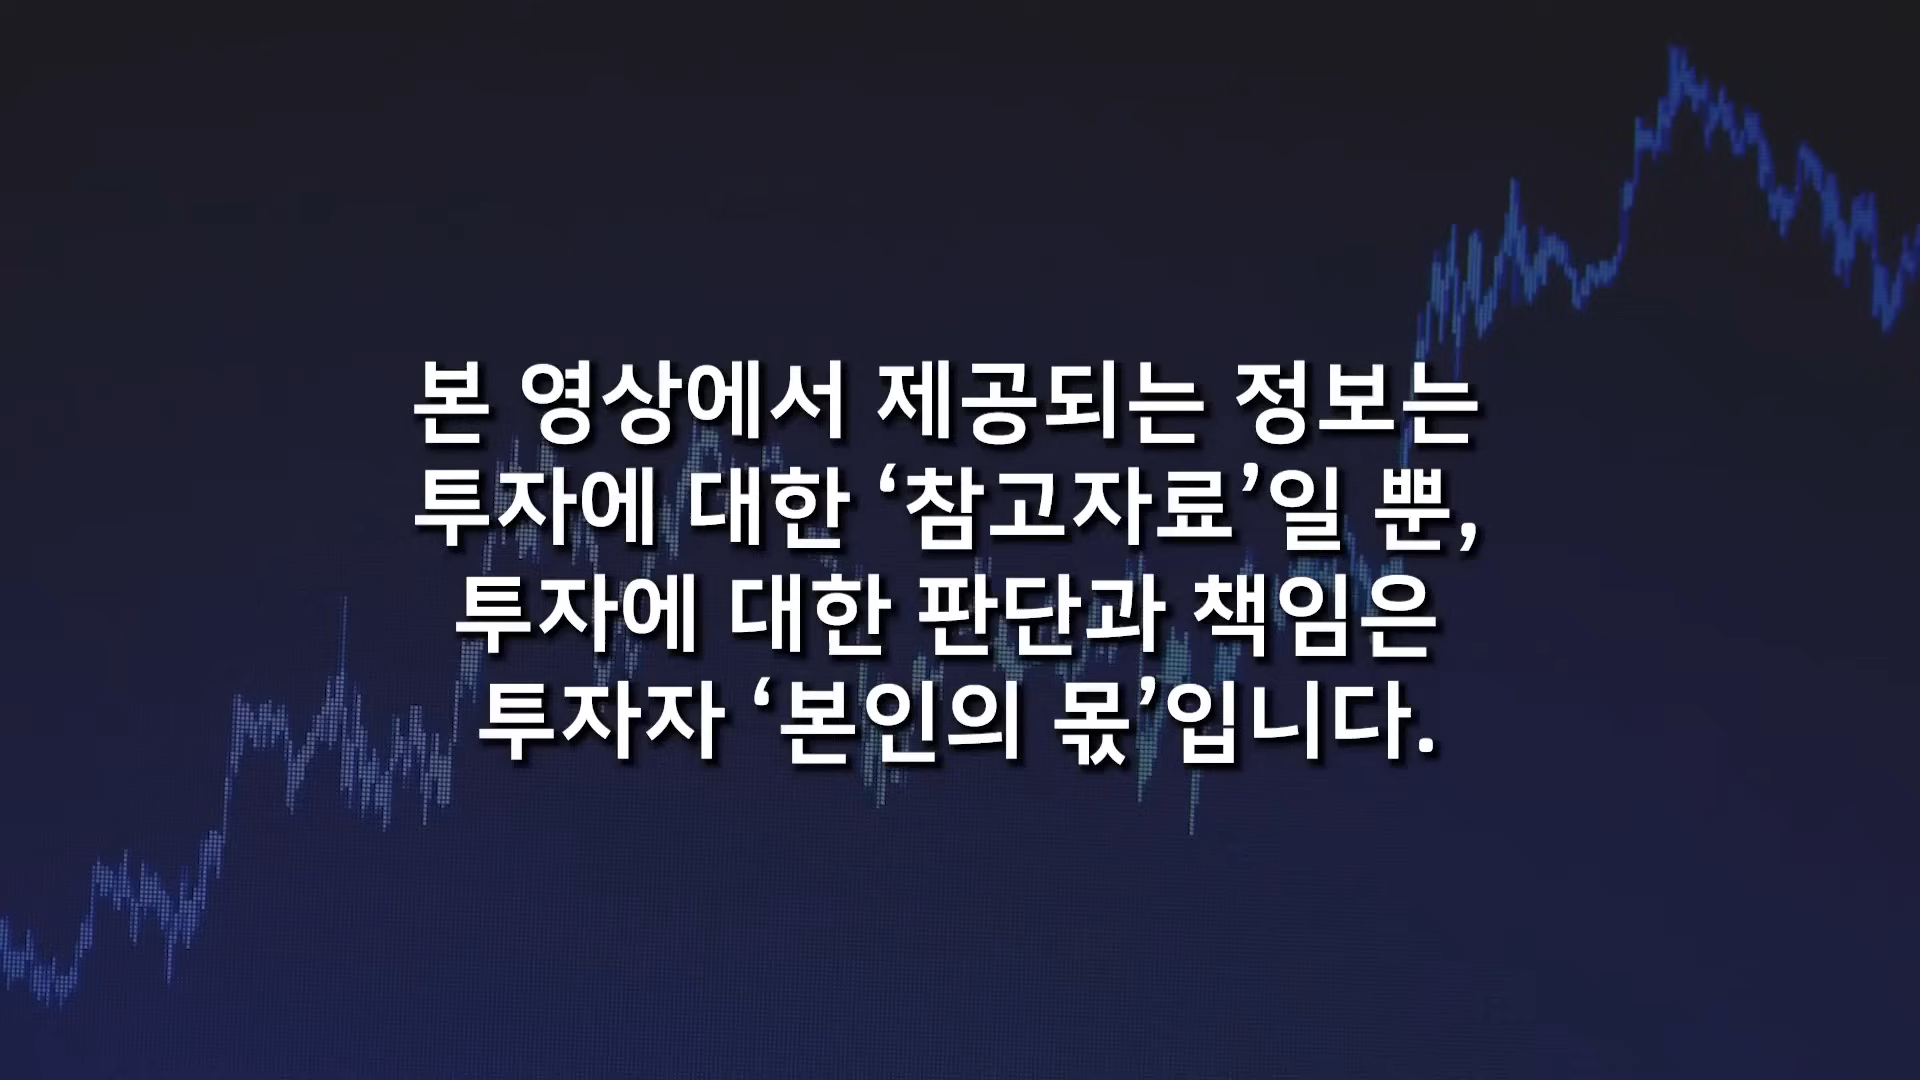 본 영상에서 제공되는 정보는
투자에 대한 ‘참고자료’일 뿐,
투자에 대한 판단과 책임은
투자자 ‘본인의 몫’입니다.